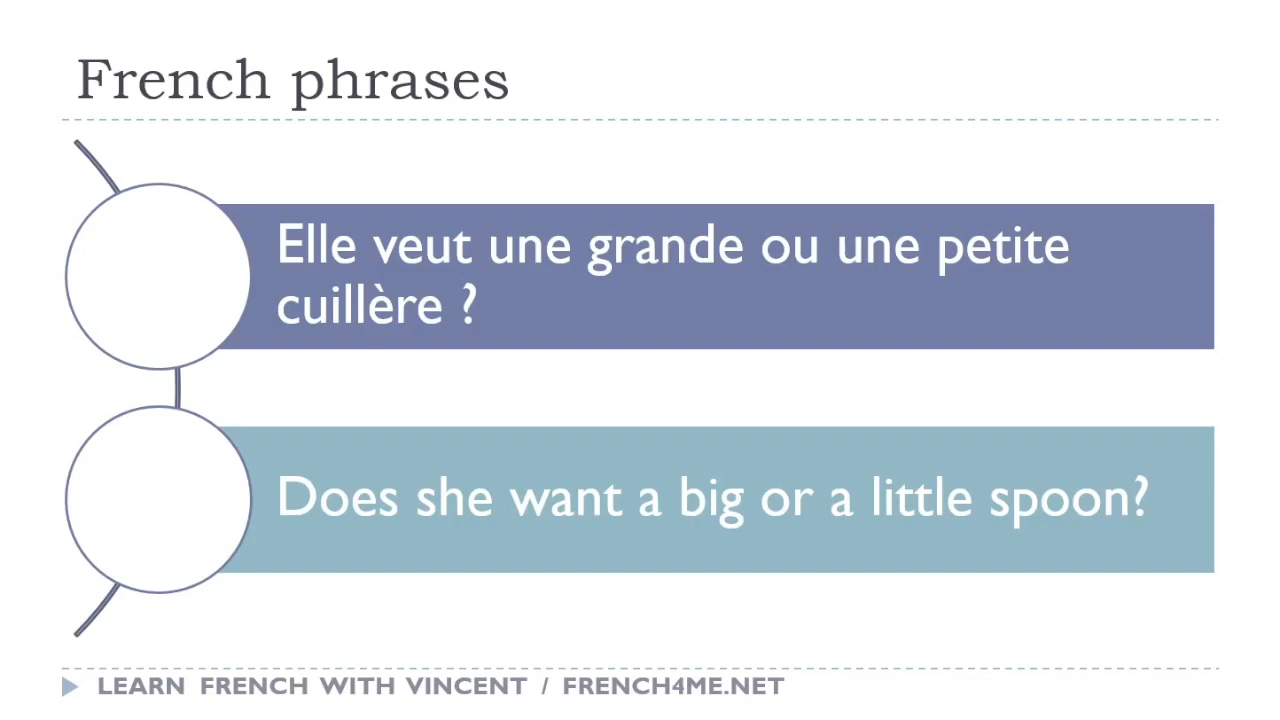 French phrases
Elle veut une grande ou une petite
cuillère ?
Does she want a big or a little spoon?
LEARN FRENCH WITH VINCENT / FRENCH4ME.NET